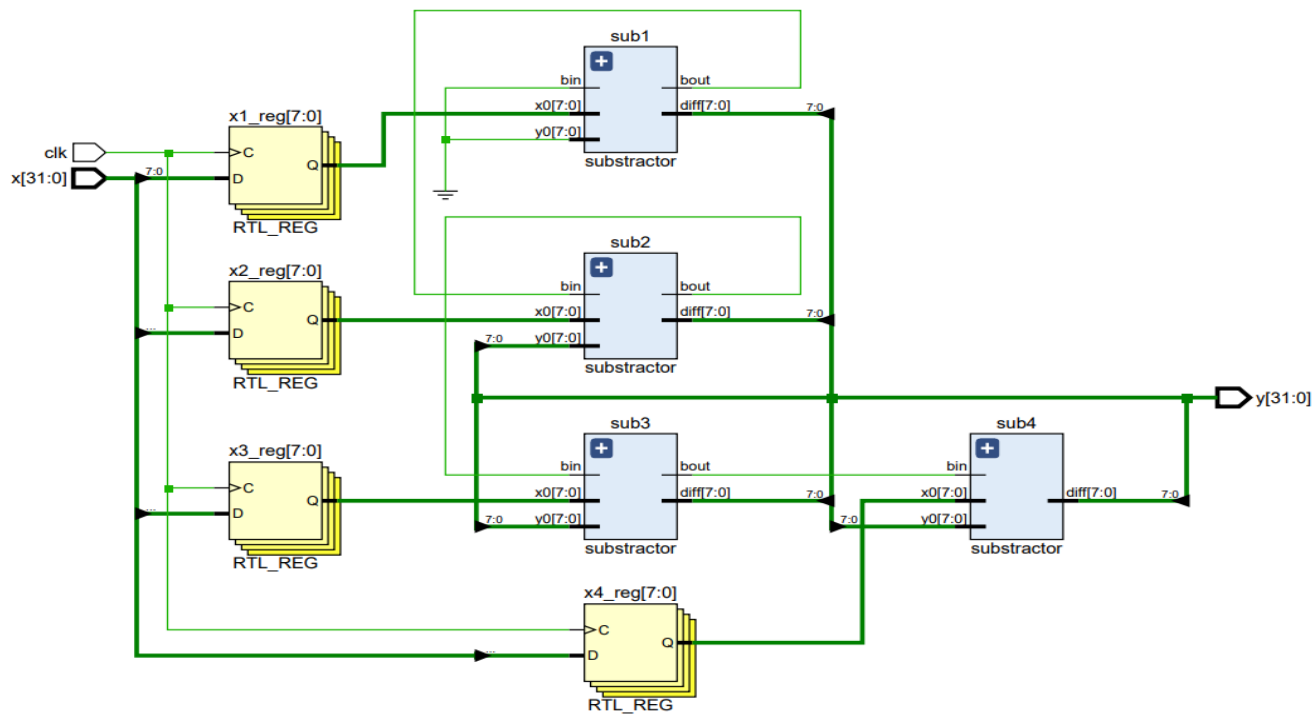 sub1
bin
bout
x0[7:0]
diff[7:0]
7:0
y0[7:0]
substractor
x1_reg[7:0]
clk
C
x[31:0]
7:0
D
Q
RTL_REG
sub2
x2_reg[7:0]
bin
bout
C
Q
x0[7:0]
diff[7:0]
7:0
...
D
7:0
y0[7:0]
substractor
RTL_REG
y[31:0]
sub3
sub4
x3_reg[7:0]
bin
bout
bin
C
Q
x0[7:0]
diff[7:0]
7:0
x0[7:0]
diff[7:0]
7:0
...
D
7:0
y0[7:0]
7:0
y0[7:0]
substractor
substractor
RTL_REG
x4_reg[7:0]
C
Q
...
D
RTL_REG